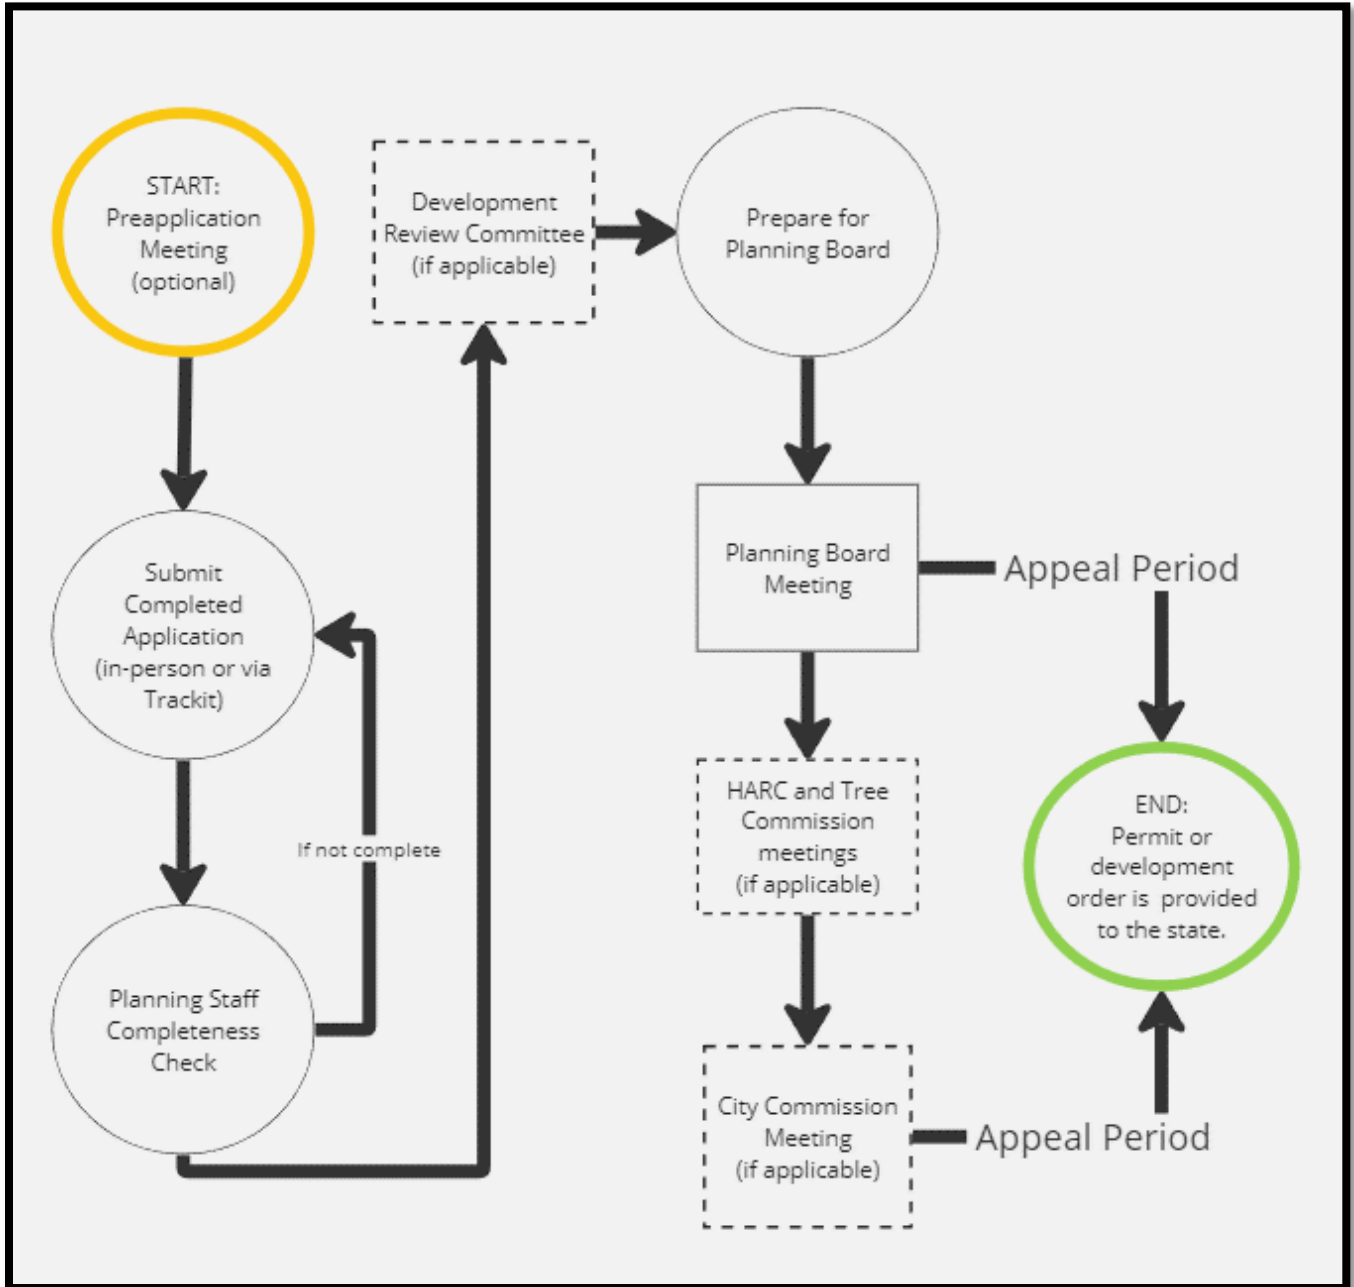 START:
Preapplication
Meeting
(optional)
Submit
Completed
Application
(in-person or via
Trackit)
If not complete
Planning Staff
Completeness
Check
Development
Review Committee
(if applicable)
Prepare for
Planning Board
Planning Board
Meeting
Appeal Period
HARC and Tree
Commission
meetings
(if applicable)
City Commission
Meeting
(if applicable)
Appeal Period
END:
Permit or
development
order is provided
to the state.